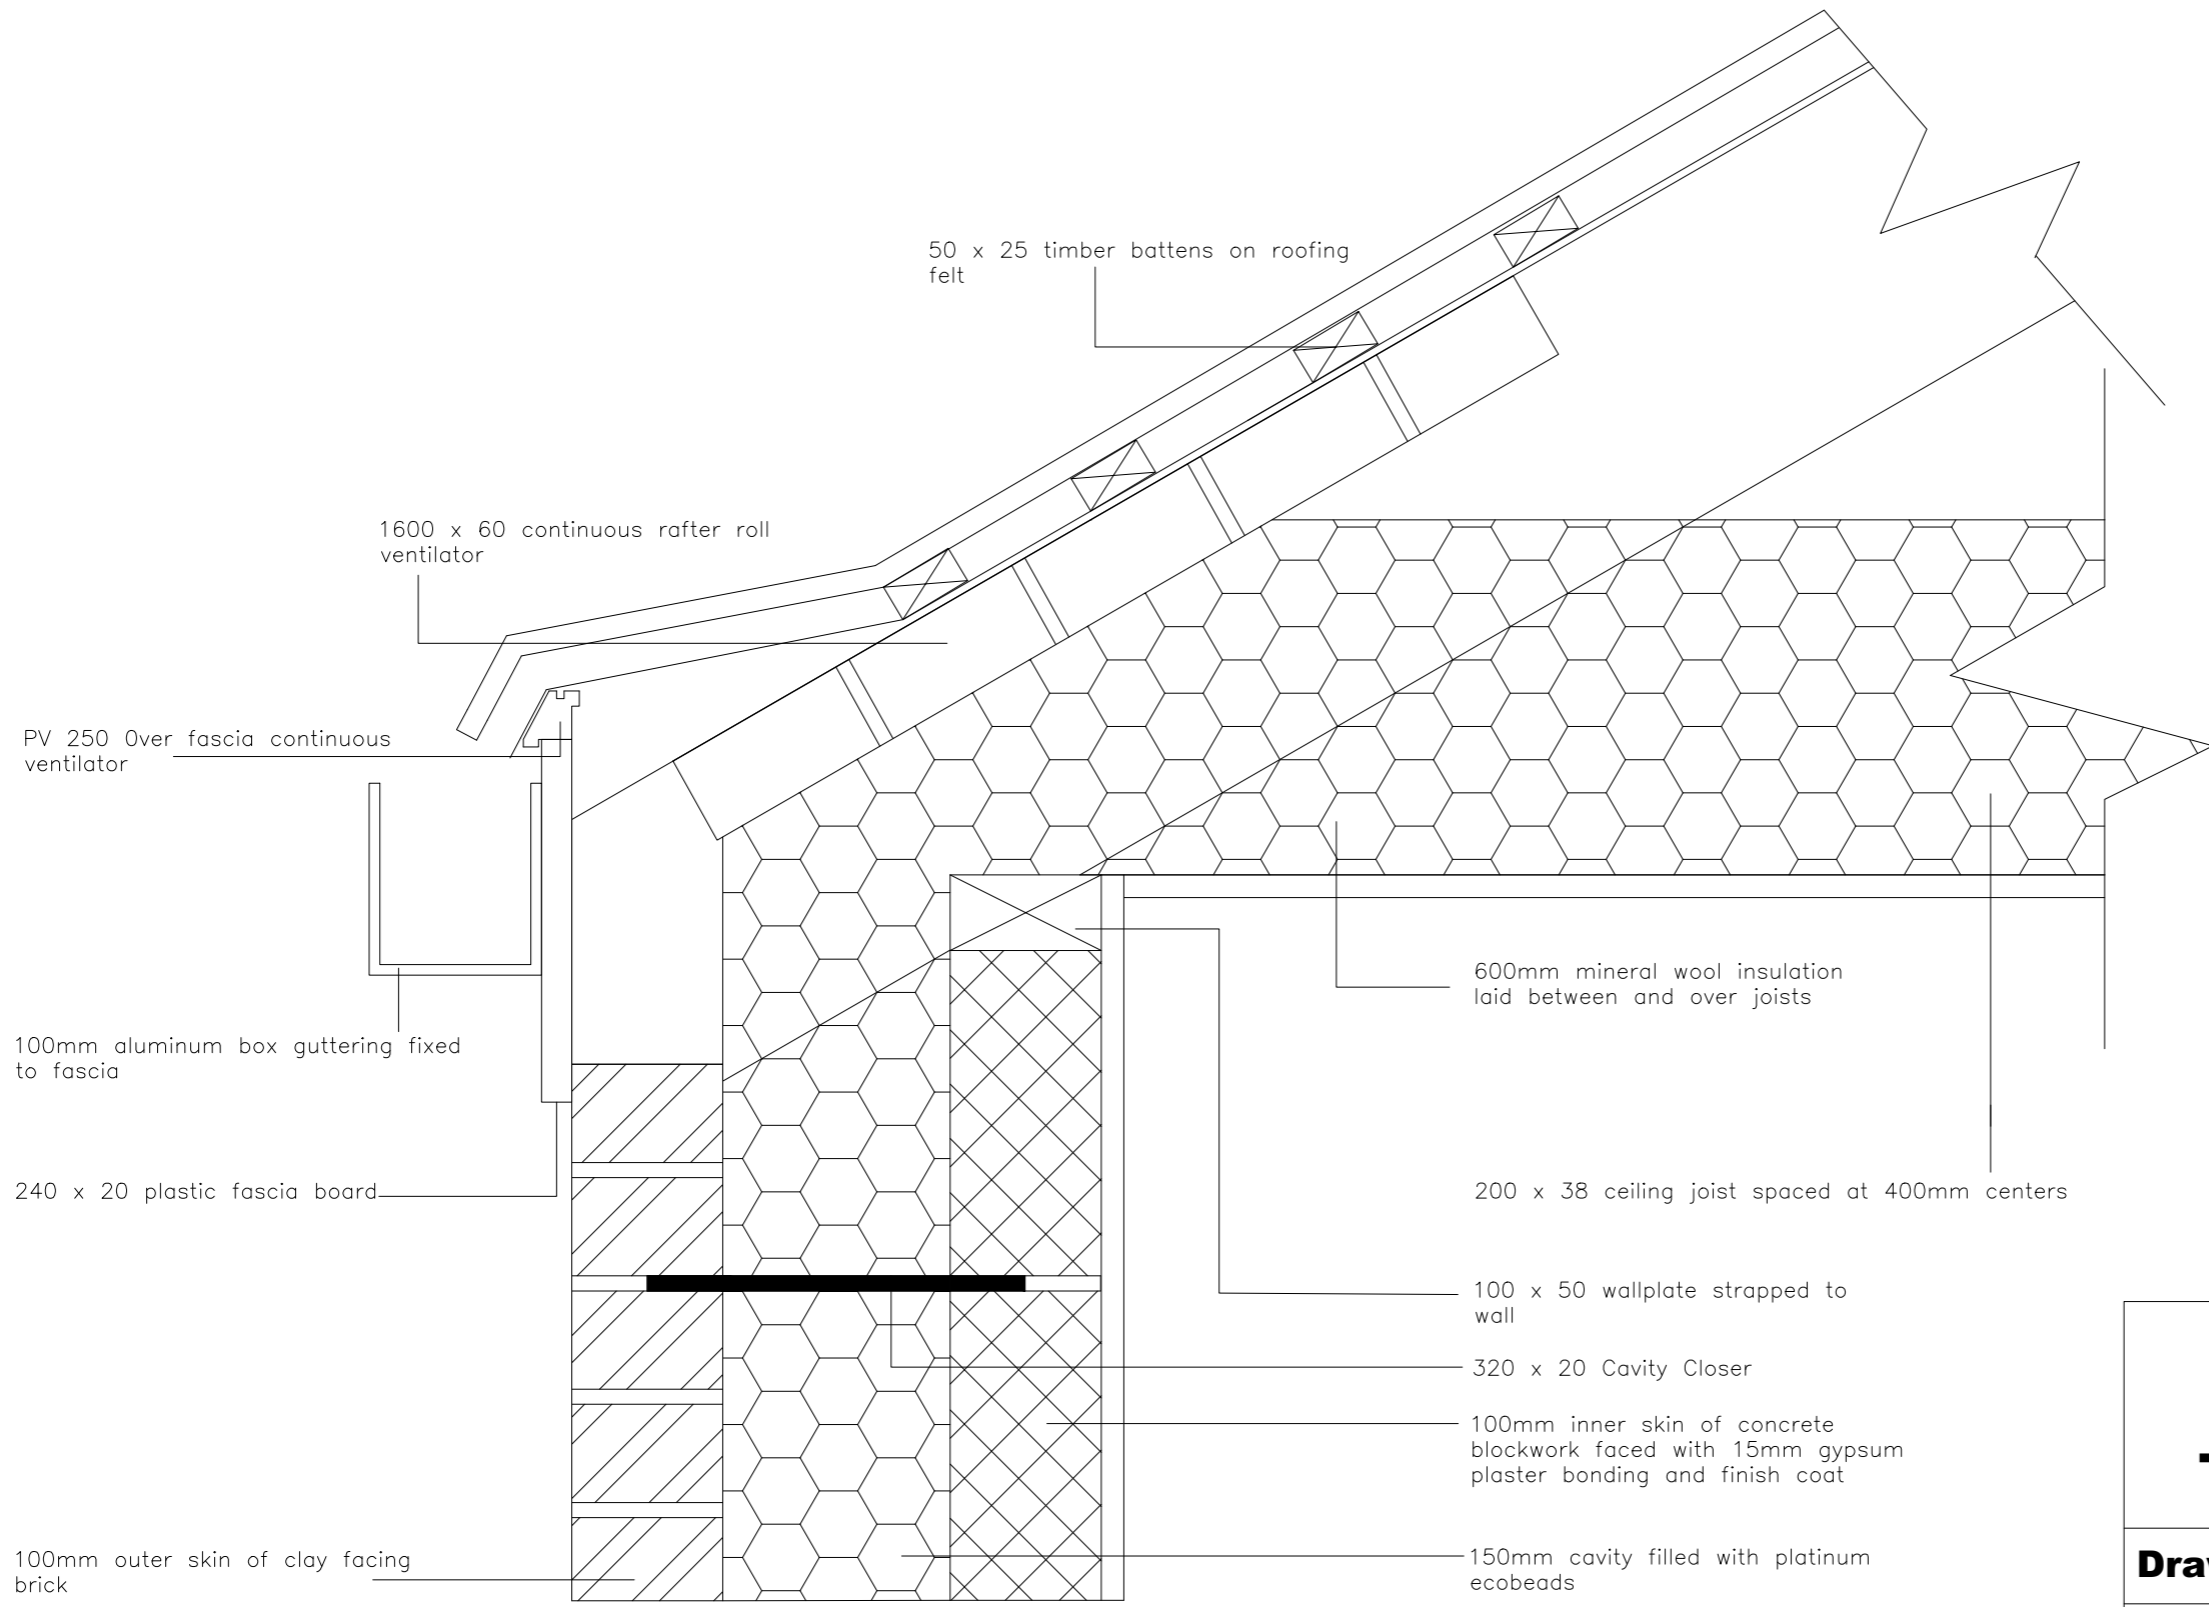 50 x 25 timber battens on roofing
felt
1600 x 60 continuous rafter roll
ventilator
PV 250 Over fascia continuous
ventilator
100mm aluminum box guttering fixed
to fascia
240 x 20 plastic fascia board
100mm outer skin of clay facing
brick
600mm mineral wool insulation
laid between and over joists
200 x 38 ceiling joist spaced at 400mm centers
100 x 50 wallplate strapped to
wall
320 x 20 Cavity Closer
100mm inner skin of concrete
blockwork faced with 15mm gypsum
plaster bonding and finish coat
150mm cavity filled with platinum
ecobeads